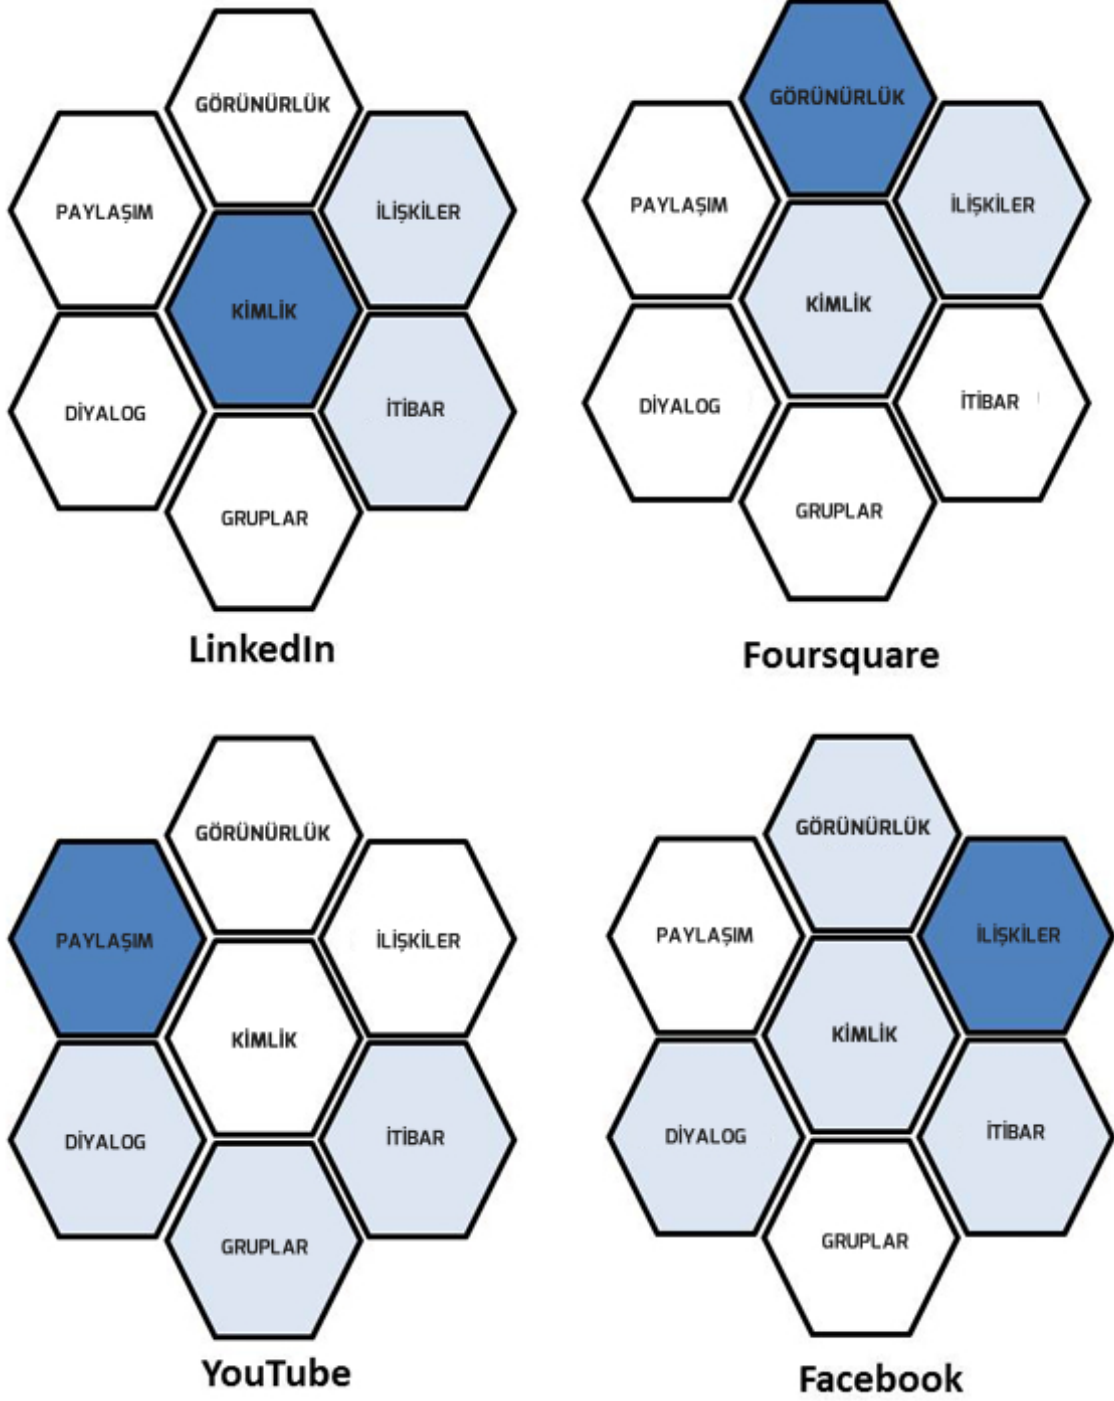 GÖRÜNÜRLÜK
PAYLAŞIM
İLİŞKİLER
KİMLİK
DİYALOG
İTİBAR
GRUPLAR
LinkedIn
GÖRÜNÜRLÜK
PAYLAŞIM
İLİŞKİLER
KİMLİK
DİYALOG
İTİBAR
GRUPLAR
Foursquare
GÖRÜNÜRLÜK
PAYLAŞIM
İLİŞKİLER
KİMLİK
DİYALOG
İTİBAR
GRUPLAR
YouTube
GÖRÜNÜRLÜK
PAYLAŞIM
İLİŞKİLER
KİMLİK
DİYALOG
İTİBAR
GRUPLAR
Facebook